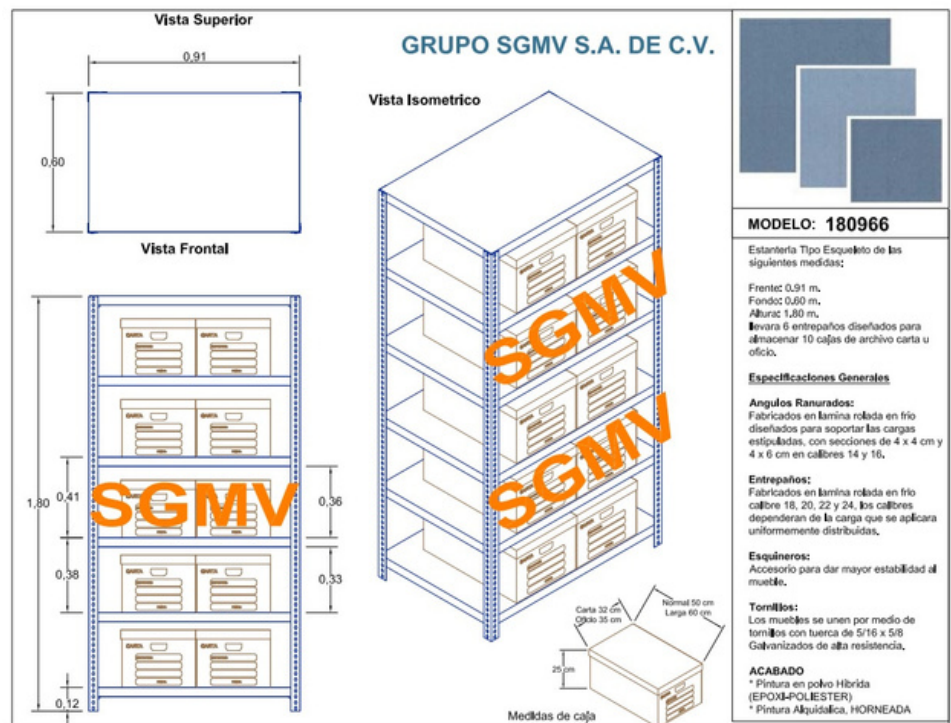 Vista Superior
0,91
0,60
GRUPO SGMV S.A. DE C.V.
Vista Isometrico
Vista Frontal
CARTA CARTA
CARTA CARTA
CARTA CARTA
CARTA CARTA
1,80
0,41
0,36
0,38
0,33
0,12
SGMV
SGMV
SGMV
Carta 32 cm
Oficio 35 cm
Normal 50 cm
Larga 60 cm
25 cm
Medidas de caja
MODELO: 180966
Estantería Tipo Esqueleto de las
siguientes medidas:
Frente: 0.91 m.
Fondo: 0.60 m.
Altura: 1.80 m.
llevara 6 entrepaños diseñados para
almacenar 10 cajas de archivo carta u
oficio.
Especificaciones Generales
Angulos Ranurados:
Fabricados en lamina rolada en frio
diseñados para soportar las cargas
estipuladas, con secciones de 4 x 4 cm y
4 x 6 cm en calibres 14 y 16.
Entrepaños:
Fabricados en lamina rolada en frio
calibre 18, 20, 22 y 24, los calibres
dependeran de la carga que se aplicara
uniformemente distribuidas.
Esquineros:
Accesorio para dar mayor estabilidad al
mueble.
Tornillos:
Los muebles se unen por medio de
tornillos con tuerca de 5/16 x 5/8
Galvanizados de alta resistencia.
ACABADO
* Pintura en polvo Hibrida
(EPOXI-POLIESTER)
* Pintura Alquidalica, HORNEADA